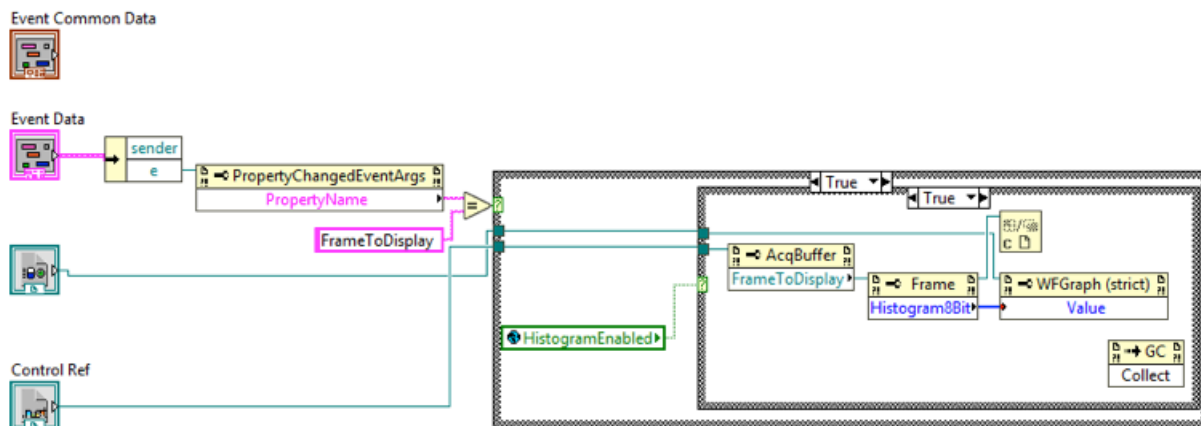 Event Common Data
Event Data
sender
e
PropertyChangedEventArgs
PropertyName
FrameToDisplay
True
True
AcqBuffer
FrameToDisplay
Frame
Histogram8Bit
C
WFGraph (strict)
Value
HistogramEnabled
GC
Collect
Control Ref
.net